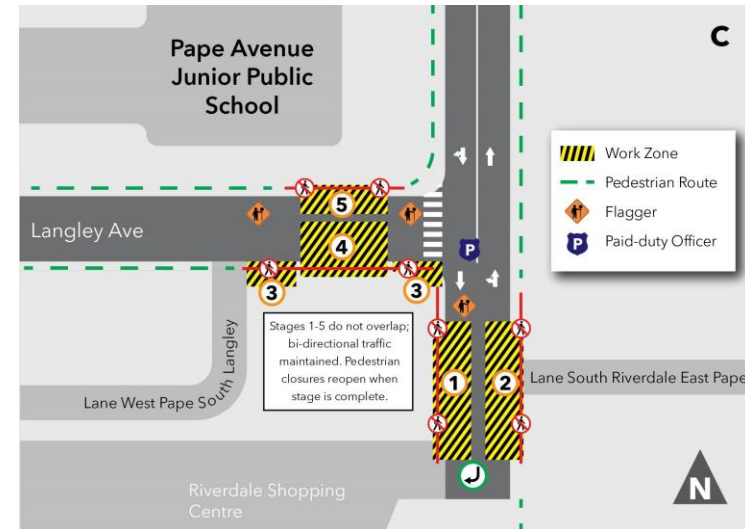 Pape Avenue
Junior Public
School
C
Work Zone
Pedestrian Route
Flagger
P Paid-duty Officer
Langley Ave
5
4
P
3
3
Stages 1-5 do not overlap;
bi-directional traffic
maintained. Pedestrian
closures reopen when
stage is complete.
Lane West Pape South Langley
1
2
Lane South Riverdale East Pape
Riverdale Shopping
Centre
N